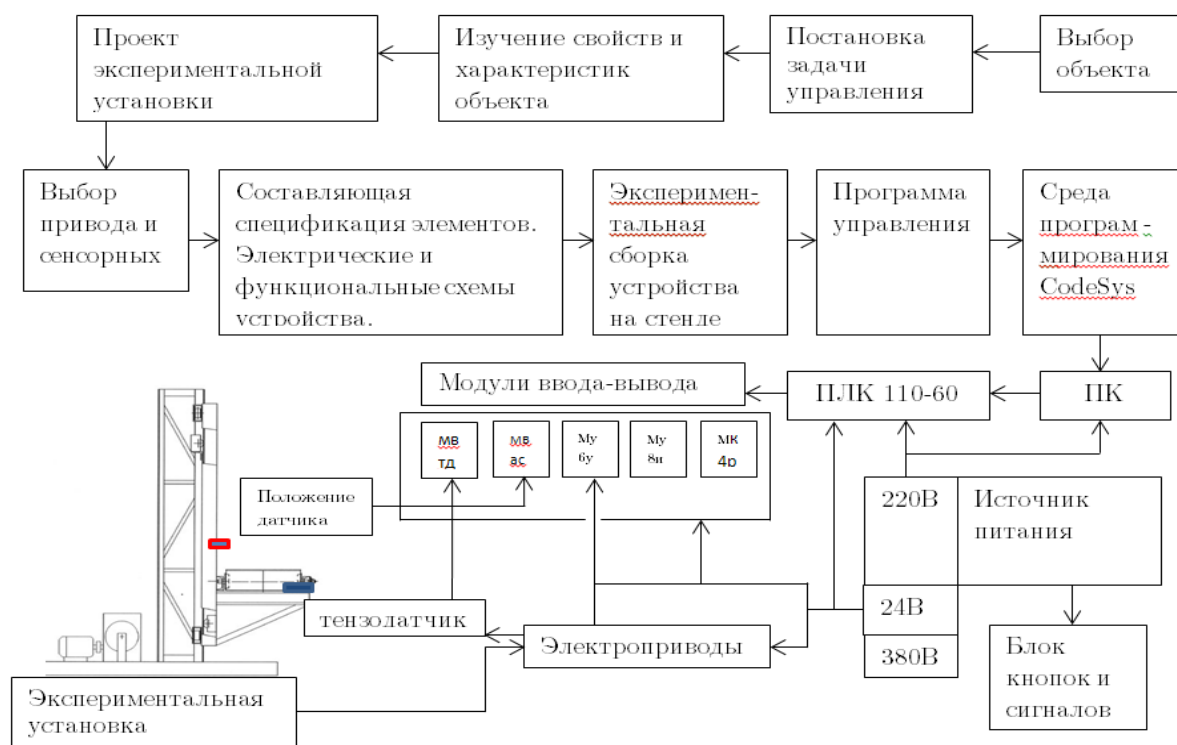 Проект
экспериментальной
установки
Изучение свойств и
характеристик
объекта
Постановка
задачи
управления
Выбор
объекта
Выбор
привода и
сенсорных
Составляющая
спецификация элементов.
Электрические и
функциональные схемы
устройства.
Эксперимен-
тальная
сборка
устройства
на стенде
Программа
управления
Среда
програм -
мирования
CodeSys
Модули ввода-вывода
ПЛК 110-60
ПК
мв
тд
мв
ас
Му
6у
Му
8и
мк
4р
Положение
датчика
220В
Источник
питания
тензодатчик
24В
Электроприводы
380В
Блок
кнопок и
сигналов
Экспериментальная
установка